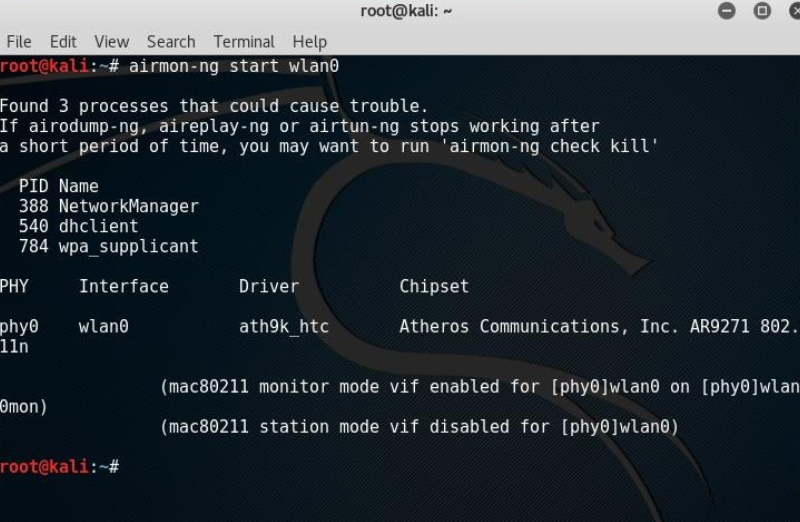 root@kali: ~
File Edit View Search Terminal Help
root@kali:~# airmon-ng start wlan0
Found 3 processes that could cause trouble.
If airodump-ng, aireplay-ng or airtun-ng stops working after
a short period of time, you may want to run 'airmon-ng check kill'
PID Name
388 NetworkManager
540 dhclient
784 wpa_supplicant
PHY Interface Driver Chipset
phy0 wlan0 ath9k_htc Atheros Communications, Inc. AR9271 802.
11n
(mac80211 monitor mode vif enabled for [phy0]wlan0 on [phy0]wlan
0mon)
(mac80211 station mode vif disabled for [phy0]wlan0)
root@kali:~#